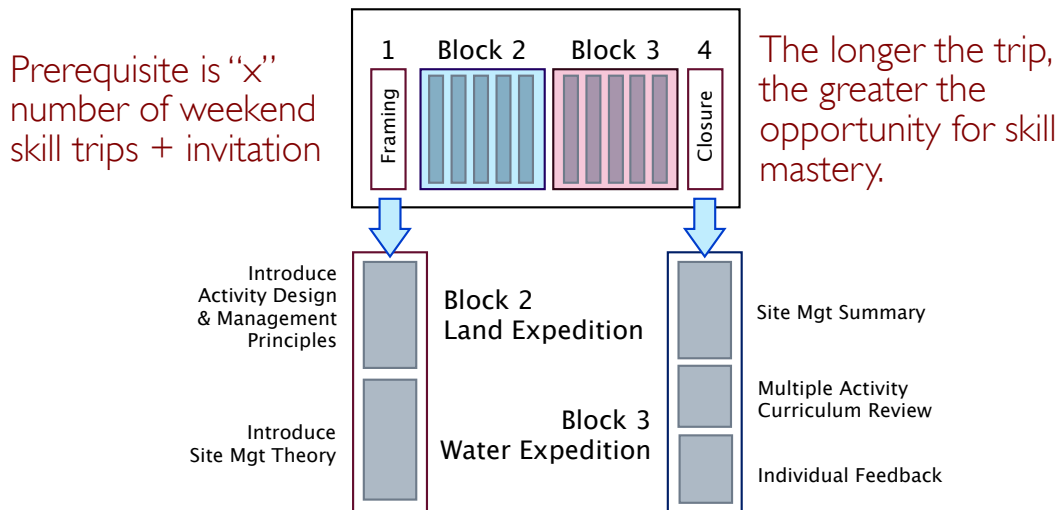 Prerequisite is “x”
number of weekend
skill trips + invitation
1
Block 2
Block 3
4
Framing
Closure
The longer the trip,
the greater the
opportunity for skill
mastery.
Introduce
Activity Design
& Management
Principles
Introduce
Site Mgt Theory
Block 2
Land Expedition
Block 3
Water Expedition
Site Mgt Summary
Multiple Activity
Curriculum Review
Individual Feedback